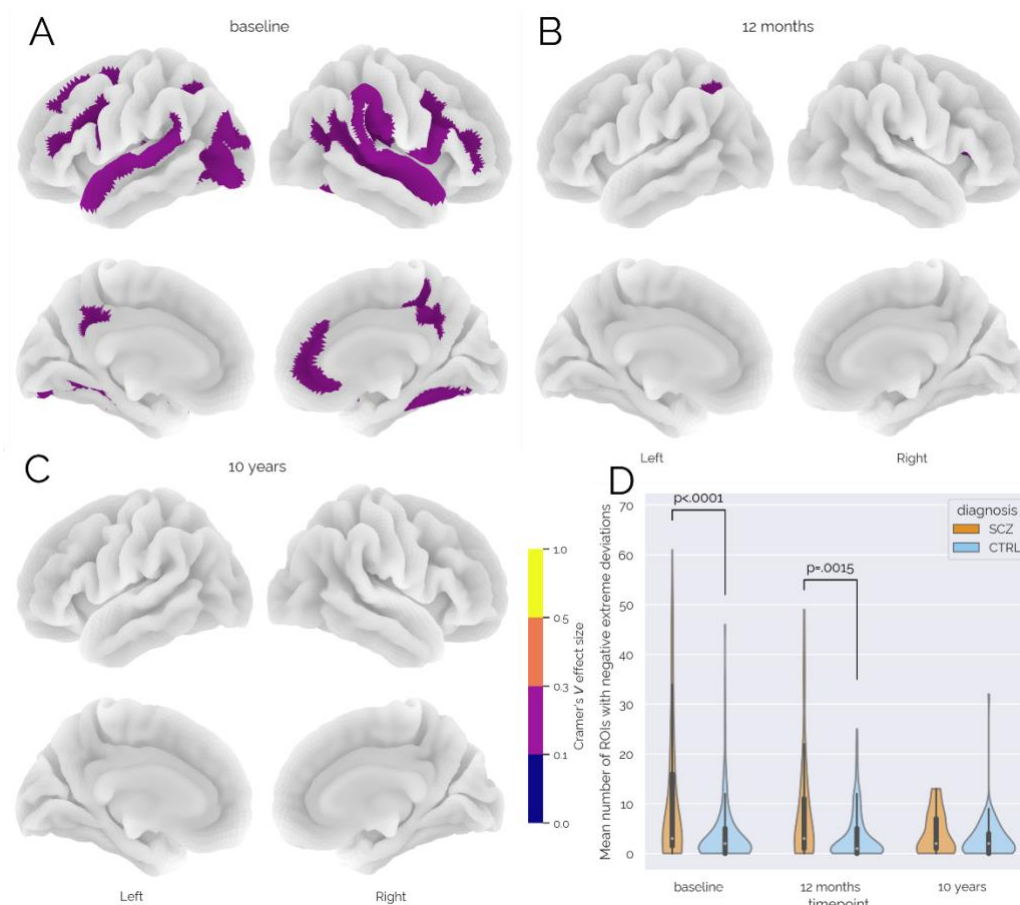 A
baseline
B
12 months
C
10 years
Left
Right
1.0
0.5
0.3
0.1
0.0
Cramer's V effect size
Left
Right
D
p<.0001
p=.0015
diagnosis
SCZ
CTRL
70
60
50
40
30
20
10
0
Mean number of ROIs with negative extreme deviations
baseline
12 months
10 years
timepoint